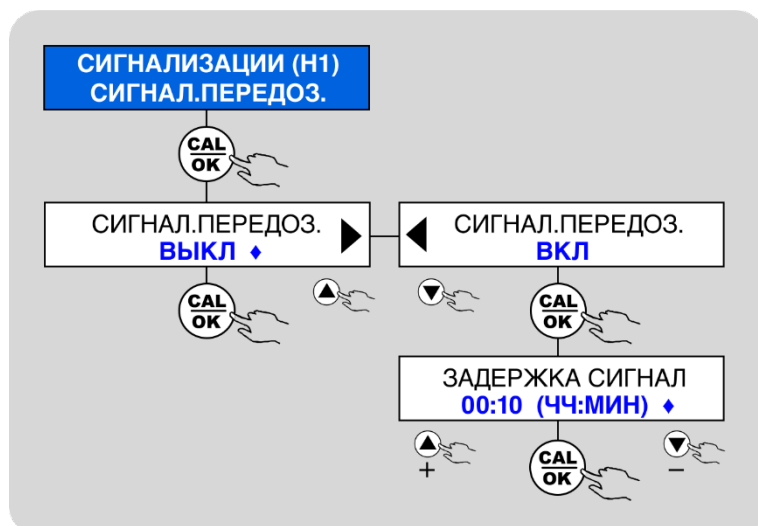 СИГНАЛИЗАЦИИ (H1)
СИГНАЛ.ПЕРЕДОЗ.
CAL
OK
СИГНАЛ.ПЕРЕДОЗ.
ВЫКЛ ♦
СИГНАЛ.ПЕРЕДОЗ.
ВКЛ
CAL
OK
CAL
OK
ЗАДЕРЖКА СИГНАЛ
00:10 (ЧЧ:МИН) ♦
+
CAL
OK
−